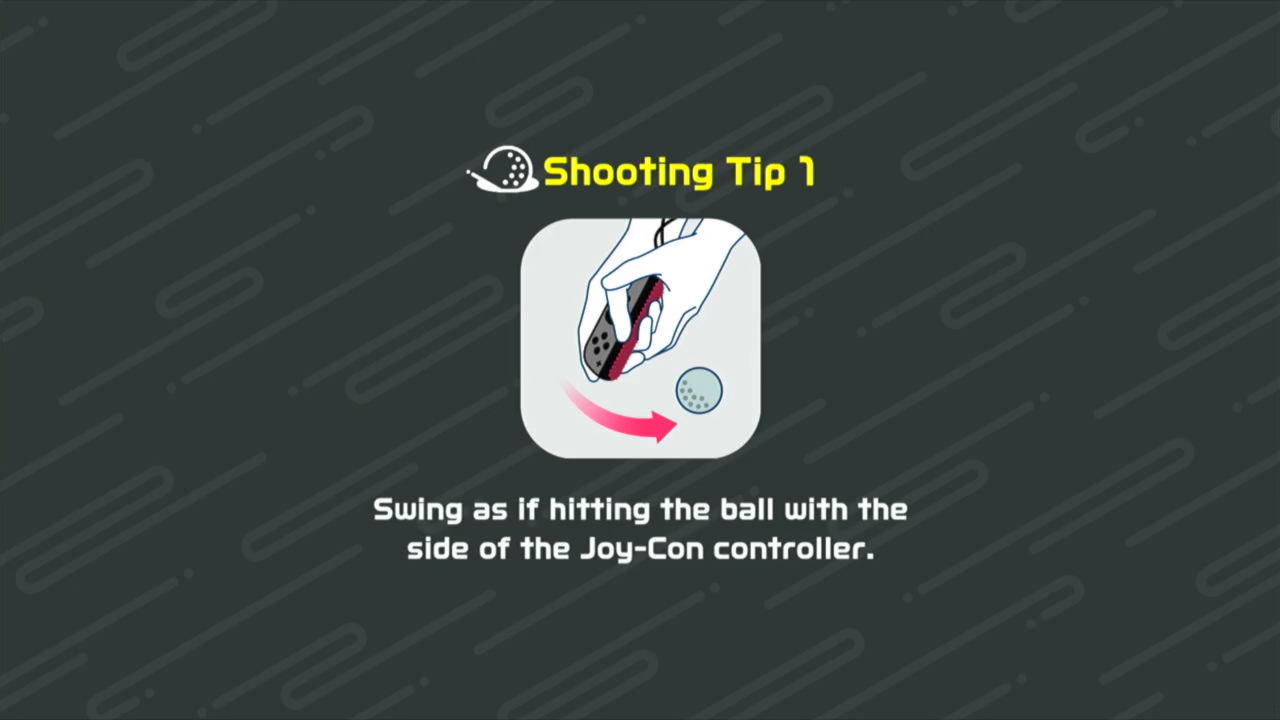 Shooting Tip 1
Swing as if hitting the ball with the
side of the Joy-Con controller.